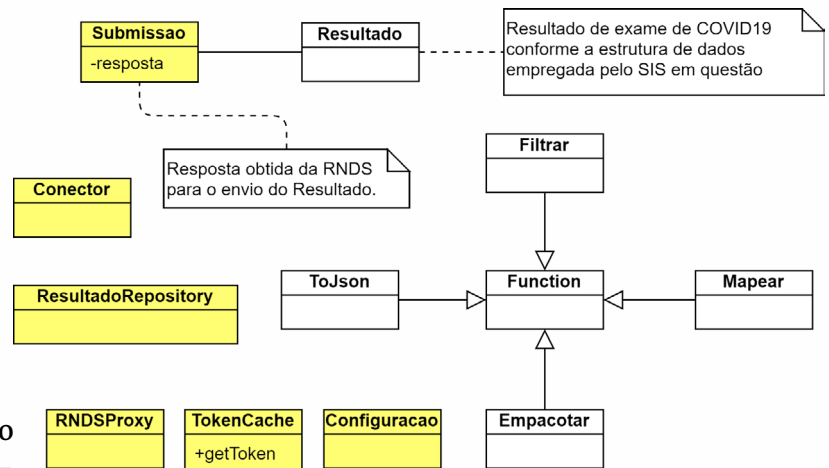 Submissao
-resposta
Resultado
Resultado de exame de COVID19
conforme a estrutura de dados
empregada pelo SIS em questão
Resposta obtida da RNDS
para o envio do Resultado.
Filtrar
Conector
ToJson
Function
Mapear
ResultadoRepository
o
RNDSProxy
TokenCache
+getToken
Configuracao
Empacotar